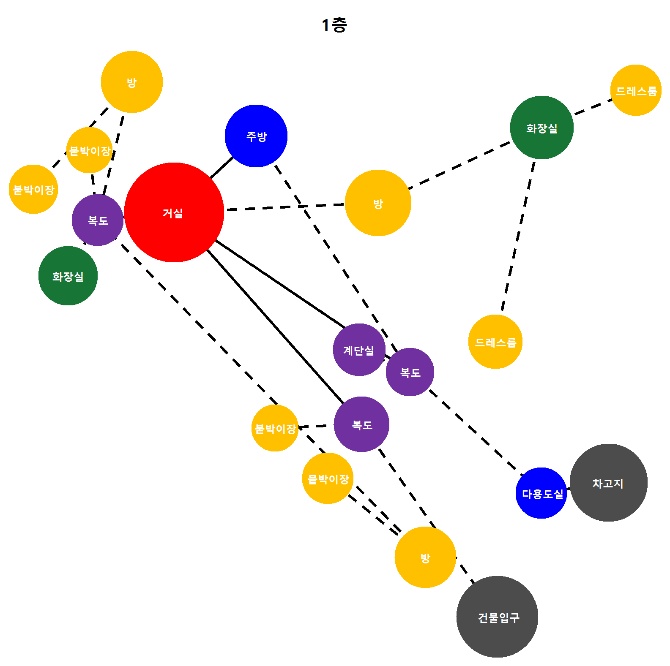 1층
방
드레스룸
화장실
주방
붙박이장
붙박이장
방
거실
복도
화장실
드레스룸
계단실
복도
복도
붙박이장
붙박이장
차고지
다용도실
방
건물입구